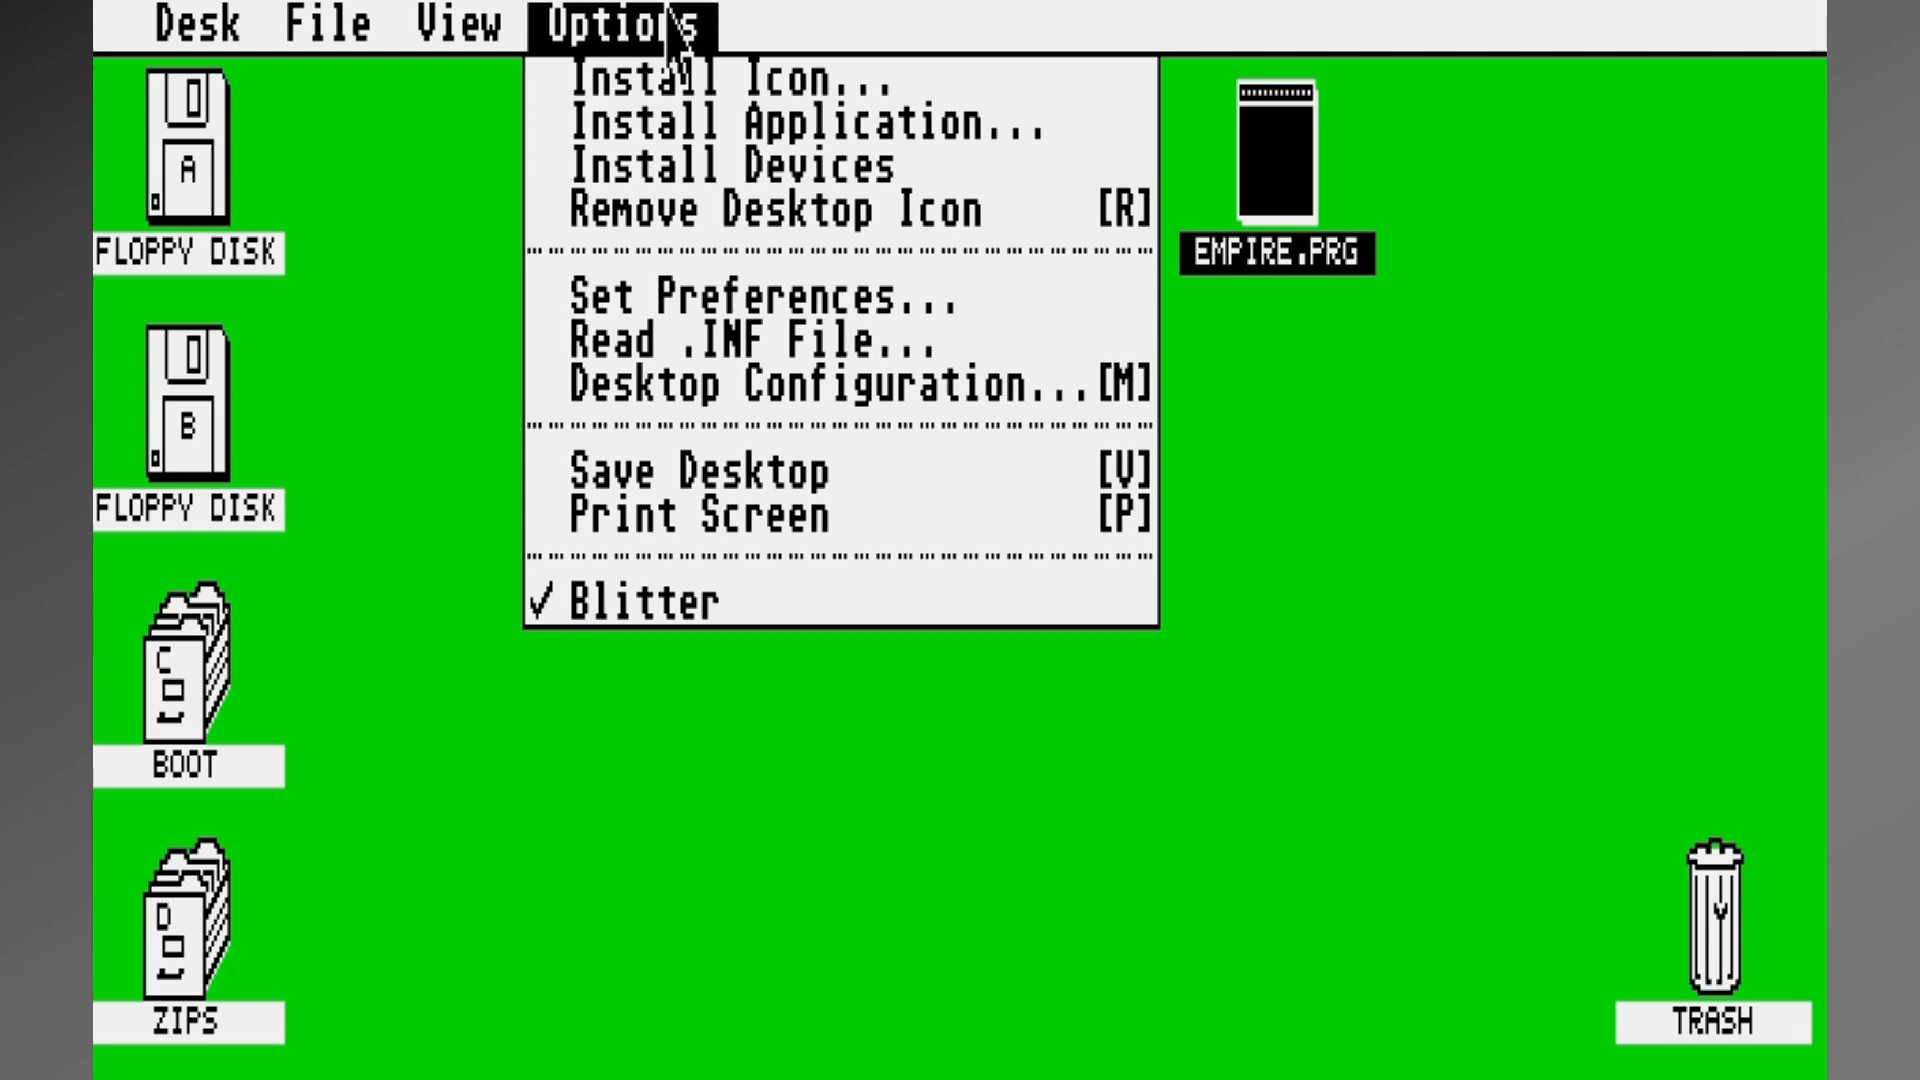 Desk File View Options
Install Icon...
Install Application...
Install Devices
Remove Desktop Icon [R]
Set Preferences...
Read .INF File...
Desktop Configuration...[M]
Save Desktop [V]
Print Screen [P]
✓ Blitter
A
FLOPPY DISK
B
FLOPPY DISK
C
BOOT
D
ZIPS
EMPIRE.PRG
TRASH